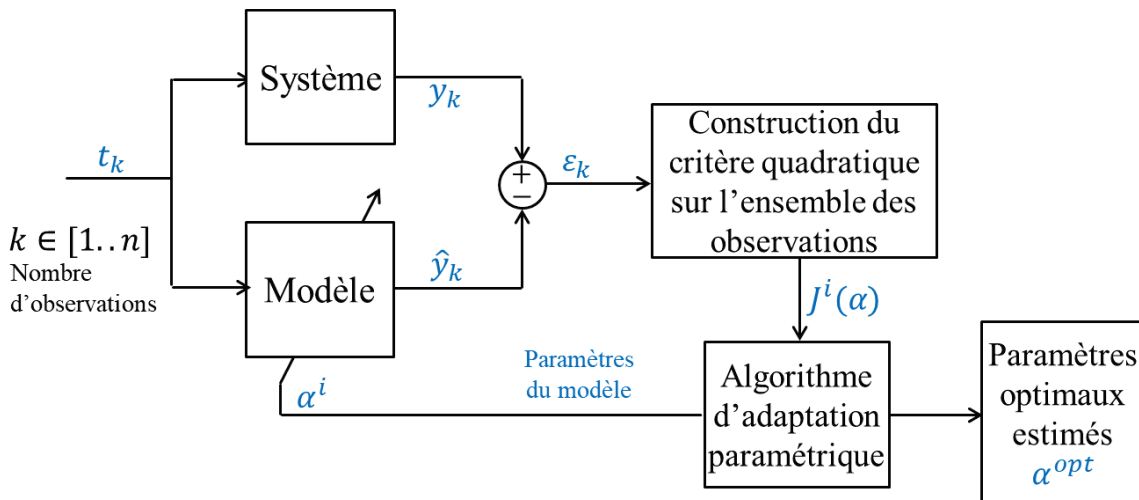 Système
y_k
t_k
+
−
ε_k
Construction du
critère quadratique
sur l'ensemble des
observations
k ∈ [1..n]
Nombre
d'observations
Modèle
ŷ_k
J^i(α)
α^i
Paramètres
du modèle
Algorithme
d'adaptation
paramétrique
Paramètres
optimaux
estimés
α^opt